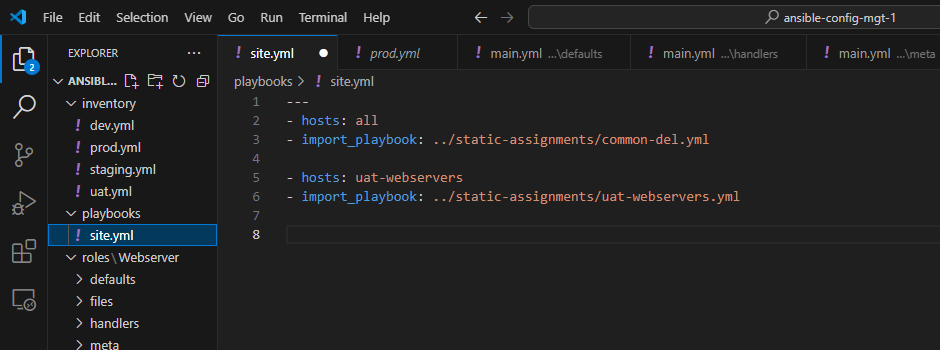 File Edit Selection View Go Run Terminal Help ansible-config-mgt-1
EXPLORER
site.yml prod.yml main.yml ...\defaults main.yml ...\handlers main.yml ...\meta
2
ANSIBL...
playbooks > site.yml
inventory
dev.yml
prod.yml
staging.yml
uat.yml
playbooks
site.yml
roles\Webserver
defaults
files
handlers
meta
1 ---
2 - hosts: all
3 - import_playbook: ../static-assignments/common-del.yml
4
5 - hosts: uat-webservers
6 - import_playbook: ../static-assignments/uat-webservers.yml
7
8